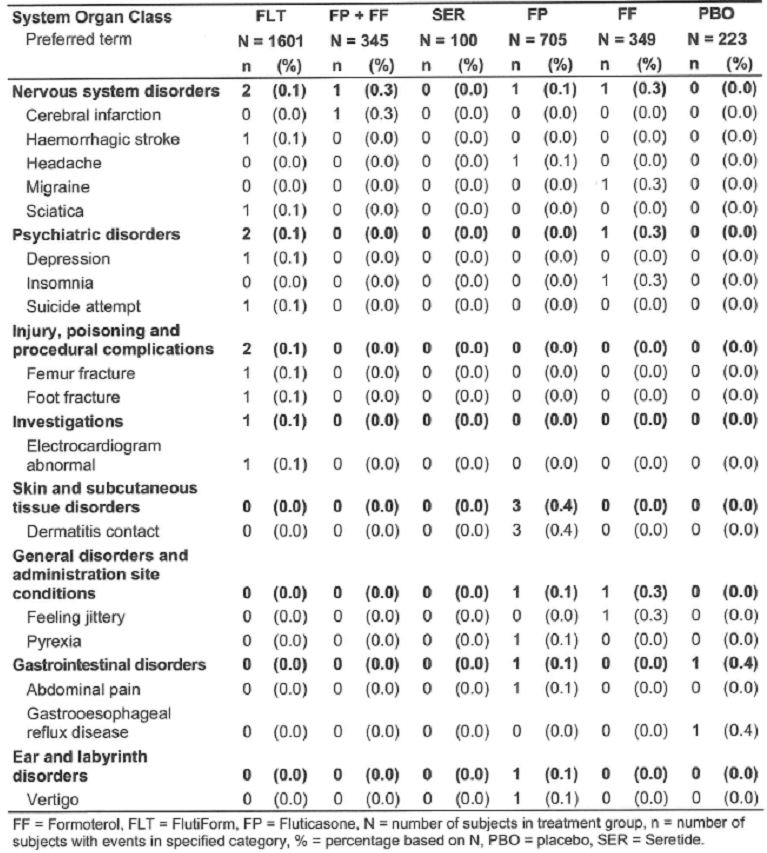 System Organ Class FLT FP + FF SER FP FF PBO
Preferred term N = 1601 N = 345 N = 100 N = 705 N = 349 N = 223
n (%) n (%) n (%) n (%) n (%) n (%)
Nervous system disorders 2 (0.1) 1 (0.3) 0 (0.0) 1 (0.1) 1 (0.3) 0 (0.0)
Cerebral infarction 0 (0.0) 1 (0.3) 0 (0.0) 0 (0.0) 0 (0.0) 0 (0.0)
Haemorrhagic stroke 1 (0.1) 0 (0.0) 0 (0.0) 0 (0.0) 0 (0.0) 0 (0.0)
Headache 0 (0.0) 0 (0.0) 0 (0.0) 1 (0.1) 0 (0.0) 0 (0.0)
Migraine 0 (0.0) 0 (0.0) 0 (0.0) 0 (0.0) 1 (0.3) 0 (0.0)
Sciatica 1 (0.1) 0 (0.0) 0 (0.0) 0 (0.0) 0 (0.0) 0 (0.0)
Psychiatric disorders 2 (0.1) 0 (0.0) 0 (0.0) 0 (0.0) 1 (0.3) 0 (0.0)
Depression 1 (0.1) 0 (0.0) 0 (0.0) 0 (0.0) 0 (0.0) 0 (0.0)
Insomnia 0 (0.0) 0 (0.0) 0 (0.0) 0 (0.0) 1 (0.3) 0 (0.0)
Suicide attempt 1 (0.1) 0 (0.0) 0 (0.0) 0 (0.0) 0 (0.0) 0 (0.0)
Injury, poisoning and
procedural complications 2 (0.1) 0 (0.0) 0 (0.0) 0 (0.0) 0 (0.0) 0 (0.0)
Femur fracture 1 (0.1) 0 (0.0) 0 (0.0) 0 (0.0) 0 (0.0) 0 (0.0)
Foot fracture 1 (0.1) 0 (0.0) 0 (0.0) 0 (0.0) 0 (0.0) 0 (0.0)
Investigations 1 (0.1) 0 (0.0) 0 (0.0) 0 (0.0) 0 (0.0) 0 (0.0)
Electrocardiogram
abnormal 1 (0.1) 0 (0.0) 0 (0.0) 0 (0.0) 0 (0.0) 0 (0.0)
Skin and subcutaneous
tissue disorders 0 (0.0) 0 (0.0) 0 (0.0) 3 (0.4) 0 (0.0) 0 (0.0)
Dermatitis contact 0 (0.0) 0 (0.0) 0 (0.0) 3 (0.4) 0 (0.0) 0 (0.0)
General disorders and
administration site
conditions 0 (0.0) 0 (0.0) 0 (0.0) 1 (0.1) 1 (0.3) 0 (0.0)
Feeling jittery 0 (0.0) 0 (0.0) 0 (0.0) 0 (0.0) 1 (0.3) 0 (0.0)
Pyrexia 0 (0.0) 0 (0.0) 0 (0.0) 1 (0.1) 0 (0.0) 0 (0.0)
Gastrointestinal disorders 0 (0.0) 0 (0.0) 0 (0.0) 1 (0.1) 0 (0.0) 1 (0.4)
Abdominal pain 0 (0.0) 0 (0.0) 0 (0.0) 1 (0.1) 0 (0.0) 0 (0.0)
Gastrooesophageal
reflux disease 0 (0.0) 0 (0.0) 0 (0.0) 0 (0.0) 0 (0.0) 1 (0.4)
Ear and labyrinth
disorders 0 (0.0) 0 (0.0) 0 (0.0) 1 (0.1) 0 (0.0) 0 (0.0)
Vertigo 0 (0.0) 0 (0.0) 0 (0.0) 1 (0.1) 0 (0.0) 0 (0.0)
FF = Formoterol, FLT = FlutiForm, FP = Fluticasone, N = number of subjects in treatment group, n = number of
subjects with events in specified category, % = percentage based on N, PBO = placebo, SER = Seretide.